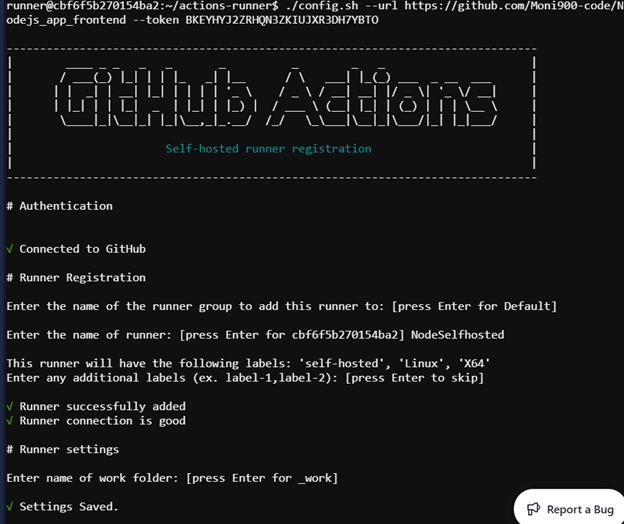 runner@cbf6f5b270154ba2:~/actions-runner$ ./config.sh --url https://github.com/Moni900-code/N
odejs_app_frontend --token BKEYHYJ2ZRHQN3ZKIUJXR3DH7YBTO
GitHub Actions
Self-hosted runner registration
# Authentication
√ Connected to GitHub
# Runner Registration
Enter the name of the runner group to add this runner to: [press Enter for Default]
Enter the name of runner: [press Enter for cbf6f5b270154ba2] NodeSelfhosted
This runner will have the following labels: 'self-hosted', 'Linux', 'X64'
Enter any additional labels (ex. label-1,label-2): [press Enter to skip]
√ Runner successfully added
√ Runner connection is good
# Runner settings
Enter name of work folder: [press Enter for _work]
√ Settings Saved.
Report a Bug